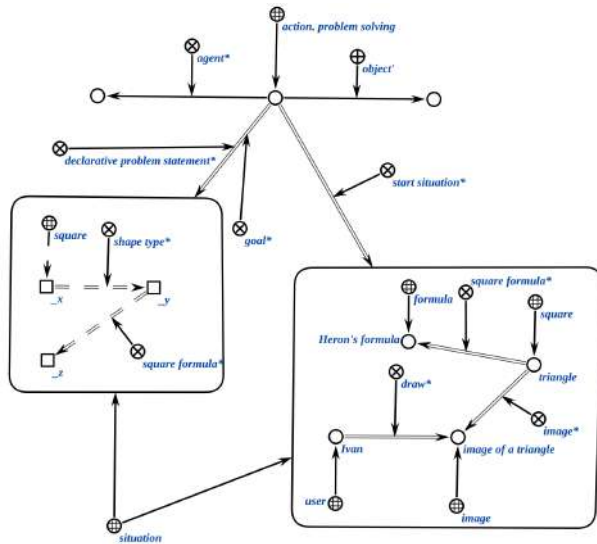 action. problem solving
agent*
object'
declarative problem statement*
start situation*
goal*
square
shape type*
_x
_y
_z
square formula*
formula
square formula*
square
Heron's formula
triangle
draw*
image*
Ivan
image of a triangle
user
image
situation